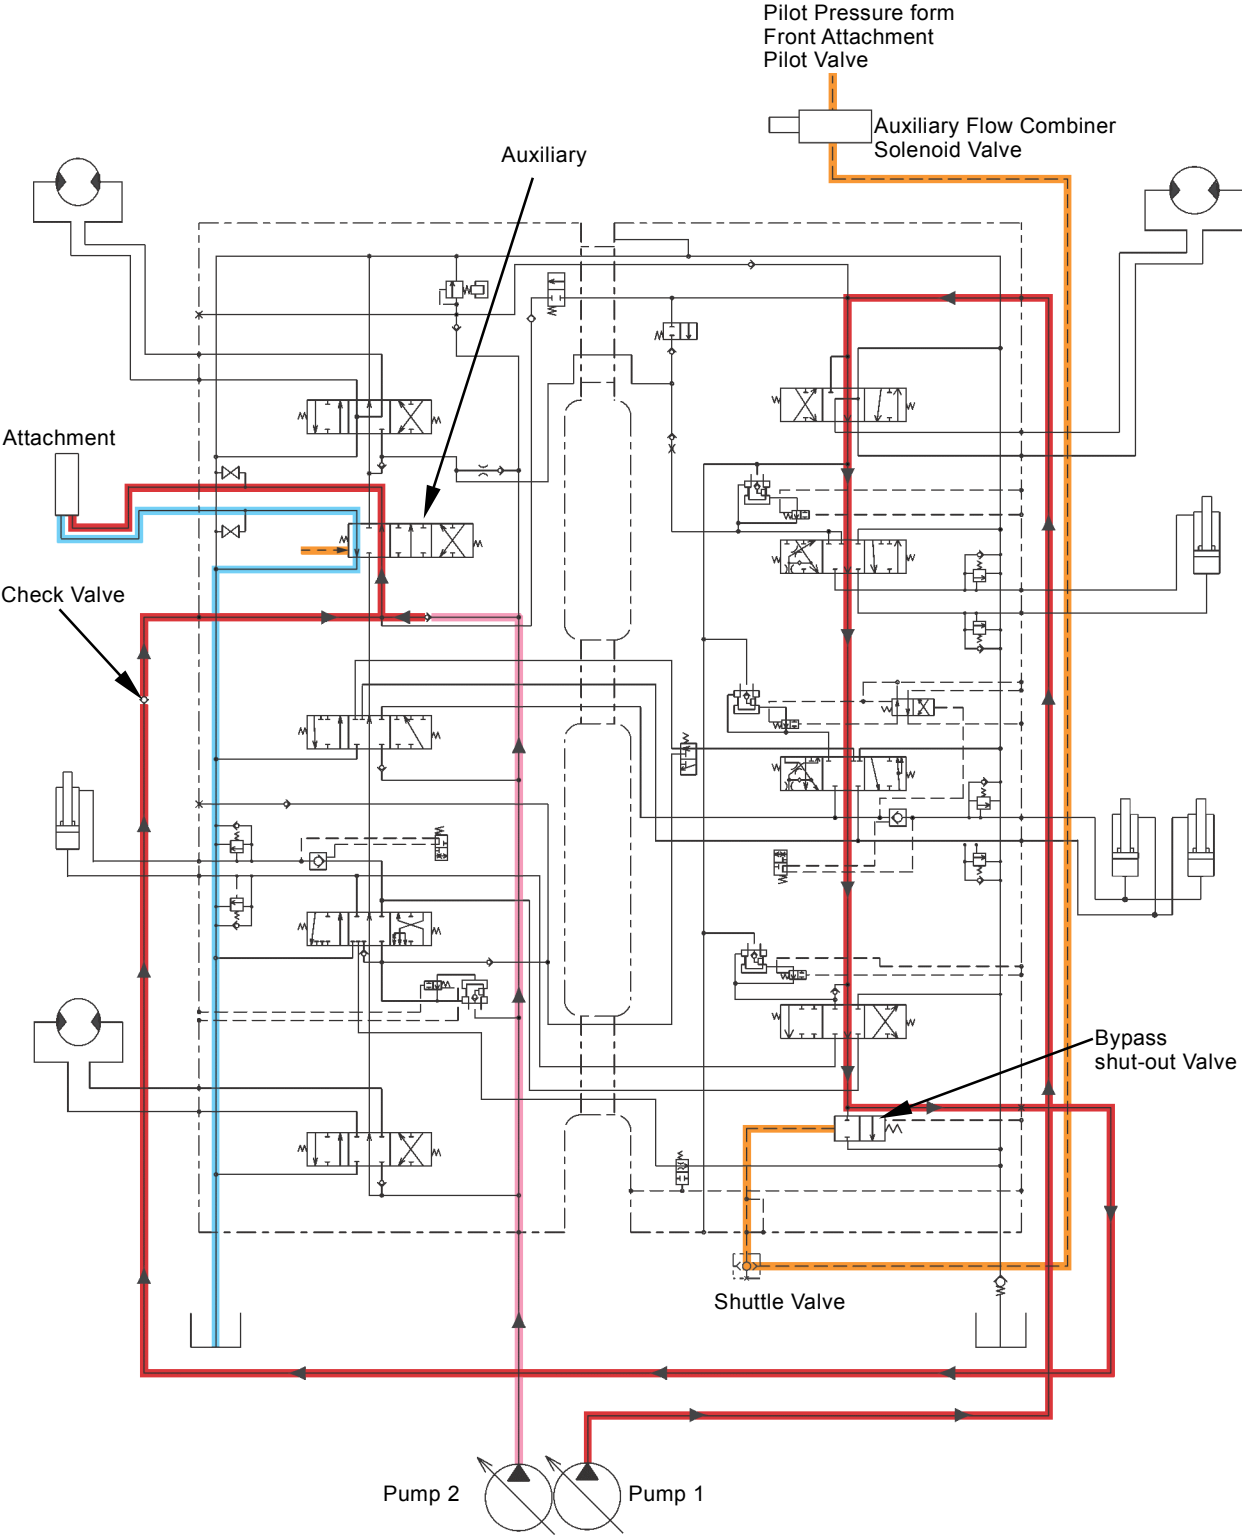 Pilot Pressure form
Front Attachment
Pilot Valve
Auxiliary Flow Combiner
Solenoid Valve
Auxiliary
Attachment
Check Valve
Bypass
shut-out Valve
Shuttle Valve
Pump 2
Pump 1